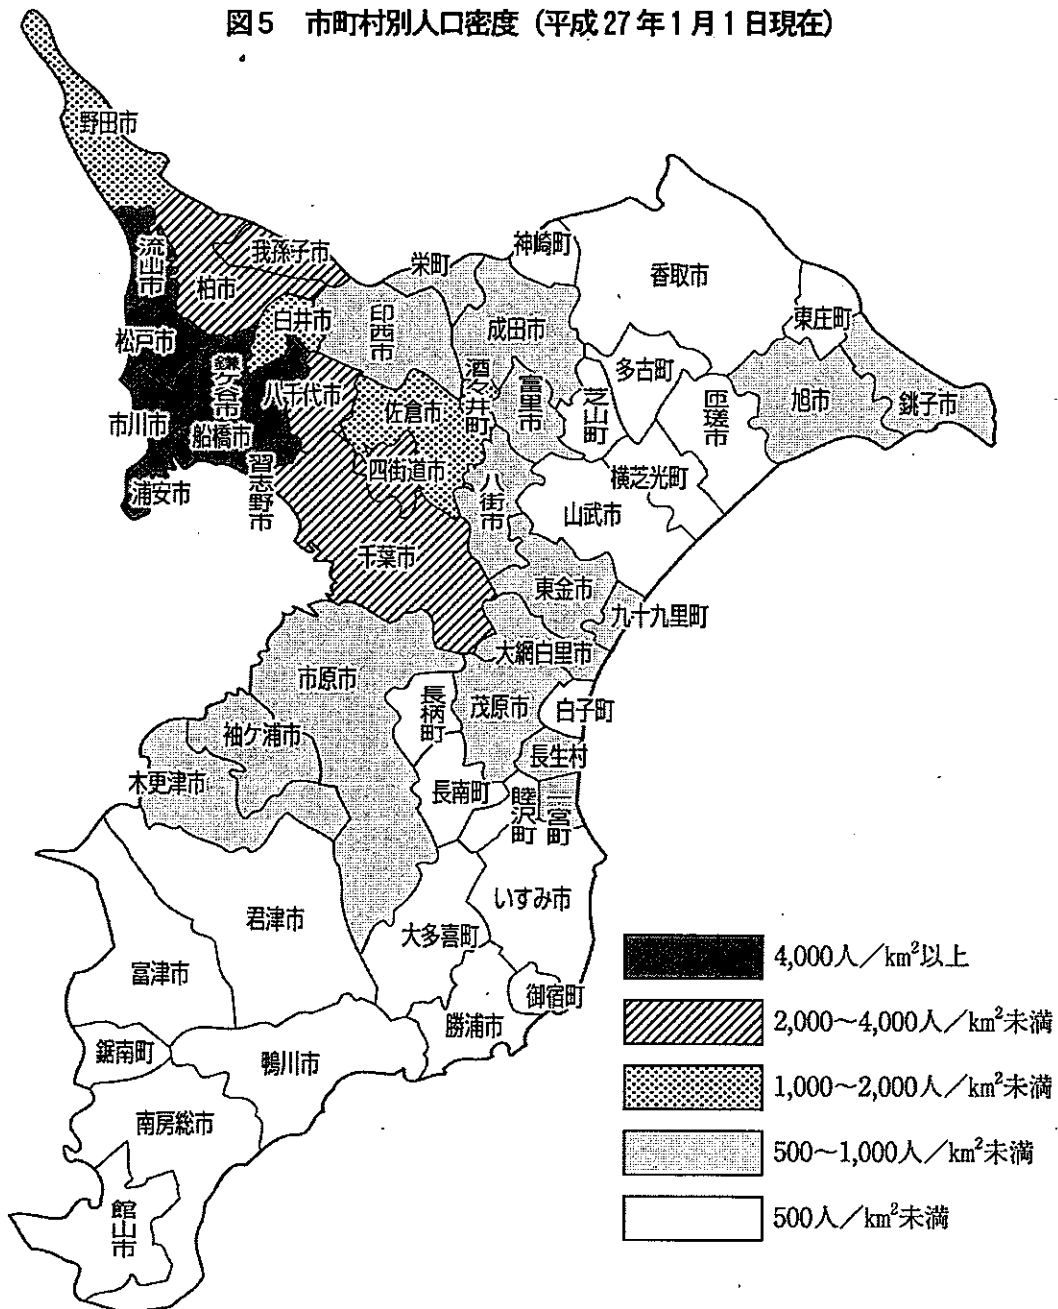 図5 市町村別人口密度（平成27年1月1日現在）
野田市
流山市
柏市
我孫子市
松戸市
鎌ケ谷市
白井市
印西市
栄町
神崎町
香取市
東庄町
成田市
酒々井町
富里市
芝山町
多古町
匝瑳市
旭市
銚子市
市川市
船橋市
八千代市
佐倉市
四街道市
浦安市
習志野市
八街市
山武市
横芝光町
千葉市
東金市
九十九里町
大網白里市
市原市
長柄町
茂原市
白子町
袖ケ浦市
長生村
木更津市
長南町
睦沢町
一宮町
いすみ市
君津市
大多喜町
富津市
御宿町
勝浦市
鋸南町
鴨川市
南房総市
館山市
4,000人／km²以上
2,000～4,000人／km²未満
1,000～2,000人／km²未満
500～1,000人／km²未満
500人／km²未満